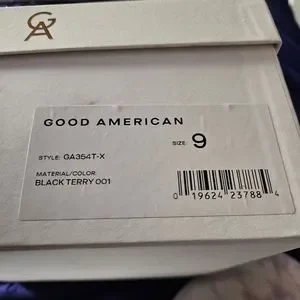 GA
GOOD AMERICAN
SIZE: 9
STYLE: GA354T-X
MATERIAL/COLOR:
BLACK TERRY 001
0 19624 23788 4